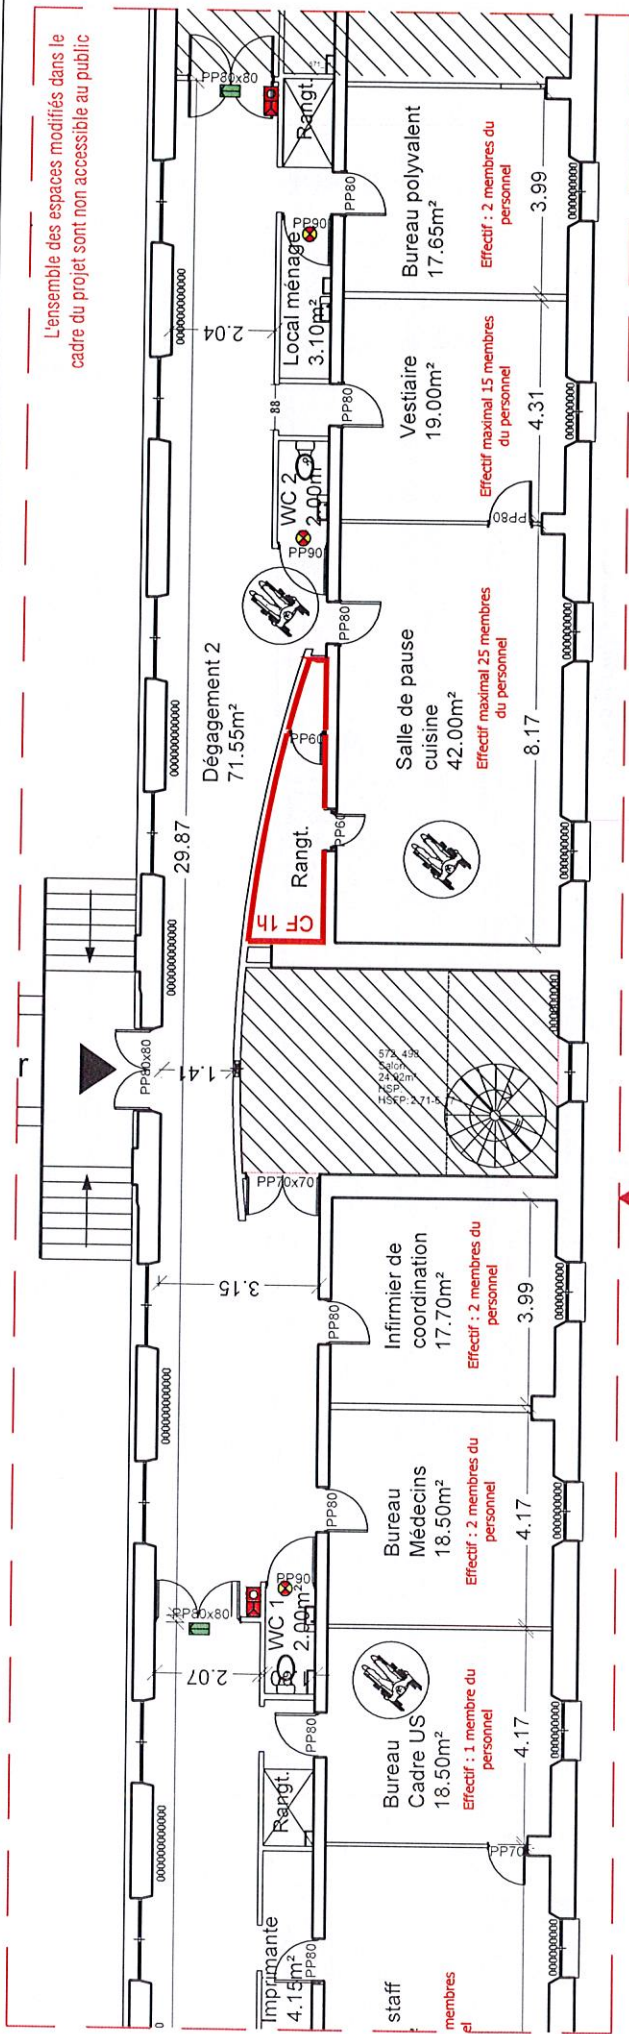 L'ensemble des espaces modifiés dans le
cadre du projet sont non accessible au public
PP80x80
Rangt.
PP80
Bureau polyvalent
17.65m²
Effectif : 2 membres du
personnel
3.99
PP90
Local ménage
3.10m²
2.04
88
PP80
Vestiaire
19.00m²
Effectif maximal 15 membres
du personnel
4.31
PP80
WC 2
2.00m²
PP90
PP80
Dégagement 2
71.55m²
Salle de pause
cuisine
42.00m²
Effectif maximal 25 membres
du personnel
8.17
PP60
PP60
Rangt.
CF 1h
29.87
r
PP80x80
1.41
572_498
Salon
24.92m²
HSP:
PP70x70
3.15
Infirmier de
coordination
17.70m²
Effectif : 2 membres du
personnel
3.99
PP80
Bureau
Médecins
18.50m²
Effectif : 2 membres du
personnel
4.17
PP80
PP80x80
WC 1
2.00m²
PP90
2.07
Bureau
Cadre US
18.50m²
Effectif : 1 membre du
personnel
4.17
PP80
PP70
Rangt.
Imprimante
4.15m²
PP80
staff
membres
el